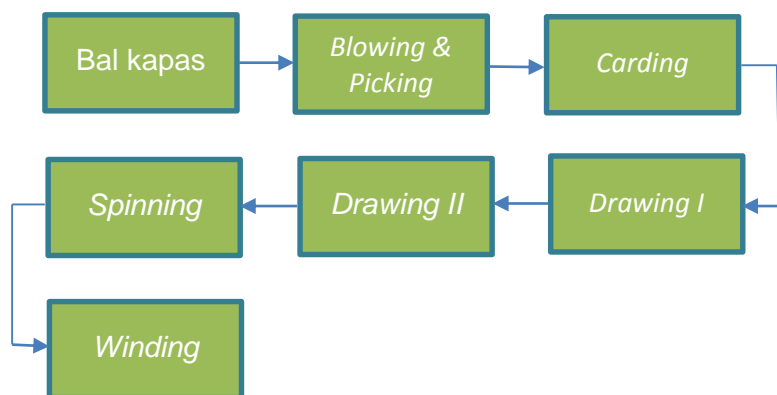 Bal kapas
Blowing &
Picking
Carding
Drawing I
Drawing II
Spinning
Winding